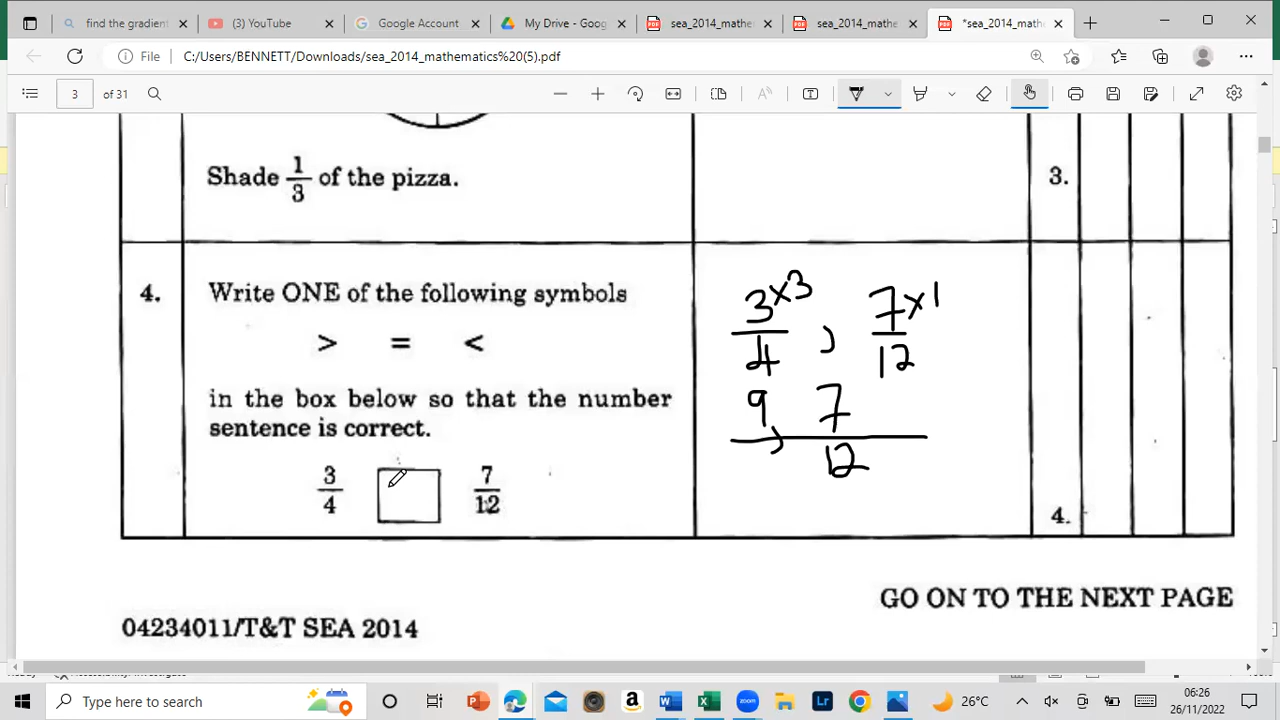 find the gradient
(3) YouTube
Google Account
My Drive - Goog
sea_2014_mathe
sea_2014_mathe
*sea_2014_math
File
C:/Users/BENNETT/Downloads/sea_2014_mathematics%20(5).pdf
3 of 31
Shade 1/3 of the pizza.
3.
4. Write ONE of the following symbols
> = <
in the box below so that the number
sentence is correct.
3/4 7/12
3×3 , 7×1
4 12
9, 7
12
4.
GO ON TO THE NEXT PAGE
04234011/T&T SEA 2014
Type here to search
26°C
06:26
26/11/2022